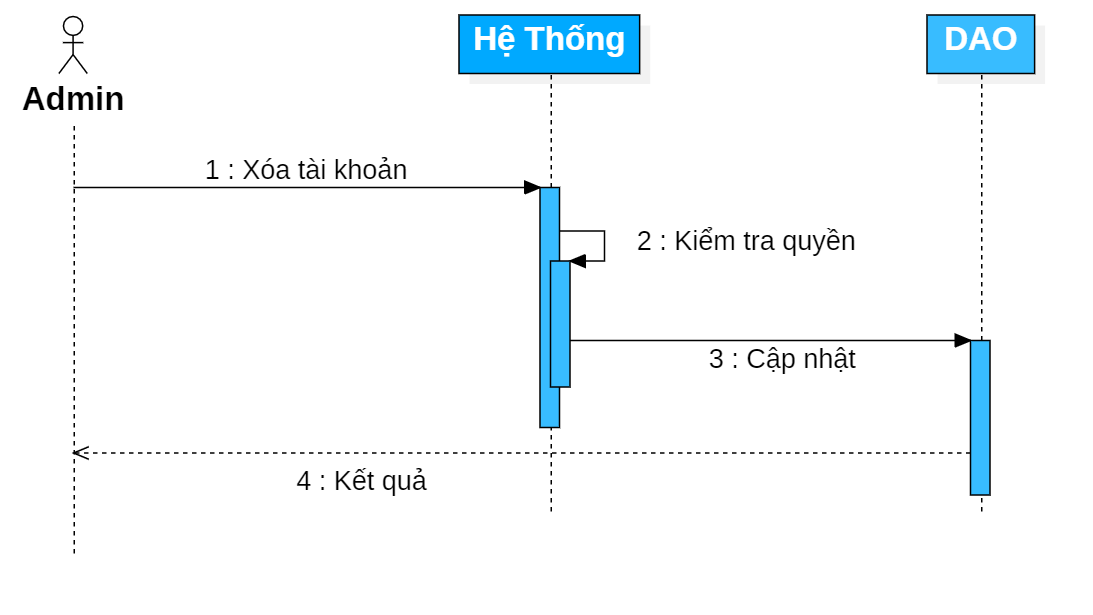 Hệ Thống
DAO
Admin
1 : Xóa tài khoản
2 : Kiểm tra quyền
3 : Cập nhật
4 : Kết quả